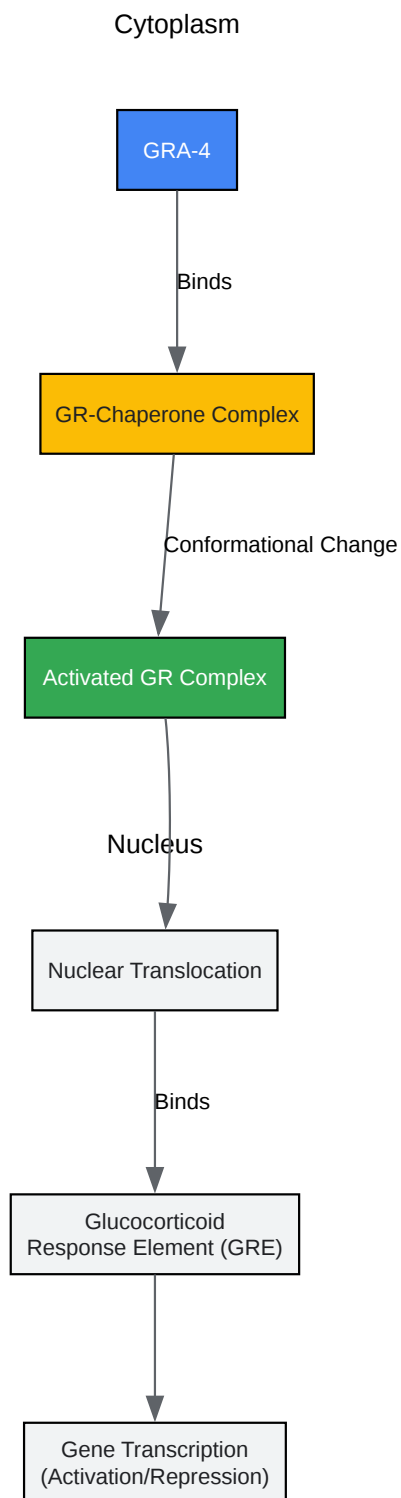 Cytoplasm
GRA-4
Binds
GR-Chaperone Complex
Conformational Change
Activated GR Complex
Nucleus
Nuclear Translocation
Binds
Glucocorticoid
Response Element (GRE)
Gene Transcription
(Activation/Repression)